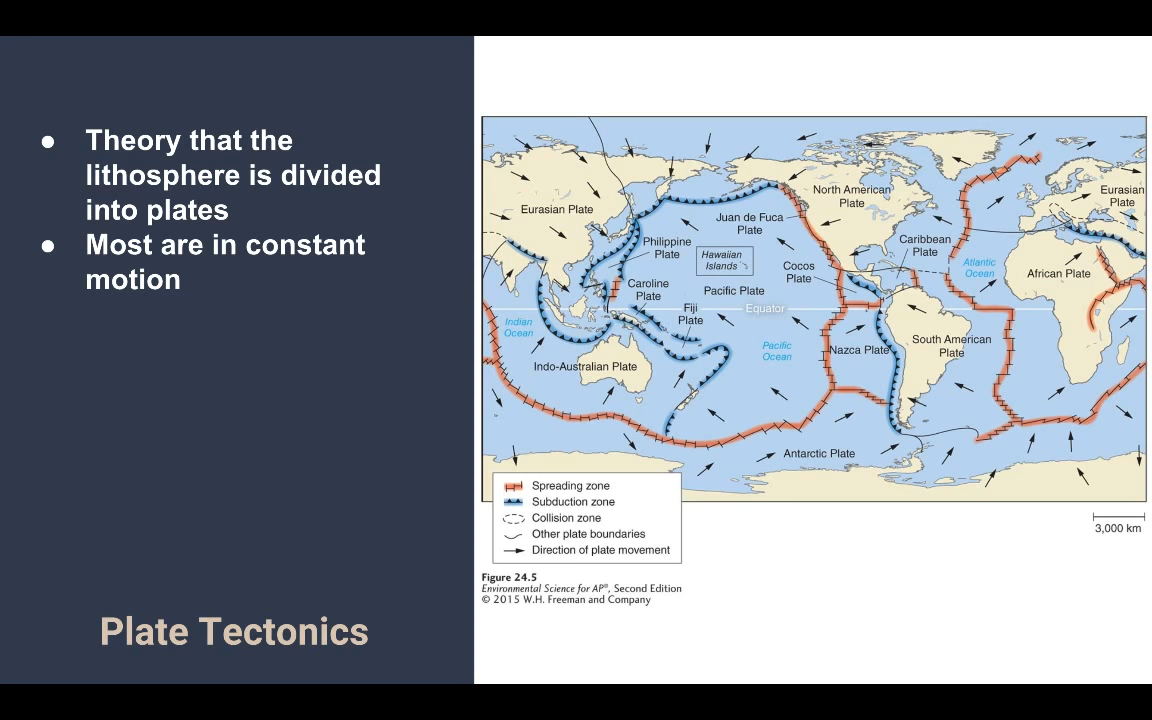 ● Theory that the
lithosphere is divided
into plates
● Most are in constant
motion
Plate Tectonics
Eurasian Plate
North American
Plate
Eurasian
Plate
Juan de Fuca
Plate
Philippine
Plate
Hawaiian
Islands
Caribbean
Plate
Cocos
Plate
Atlantic
Ocean
African Plate
Caroline
Plate
Pacific Plate
Fiji
Plate
Equator
Indian
Ocean
Pacific
Ocean
Nazca Plate
South American
Plate
Indo-Australian Plate
Antarctic Plate
Spreading zone
Subduction zone
Collision zone
Other plate boundaries
Direction of plate movement
3,000 km
Figure 24.5
Environmental Science for AP®, Second Edition
© 2015 W.H. Freeman and Company